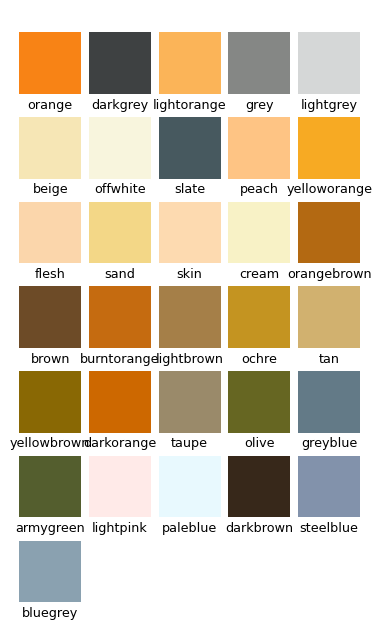 orange darkgrey lightorange grey lightgrey
beige offwhite slate peach yelloworange
flesh sand skin cream orangebrown
brown burntorange lightbrown ochre tan
yellowbrown darkorange taupe olive greyblue
armygreen lightpink paleblue darkbrown steelblue
bluegrey